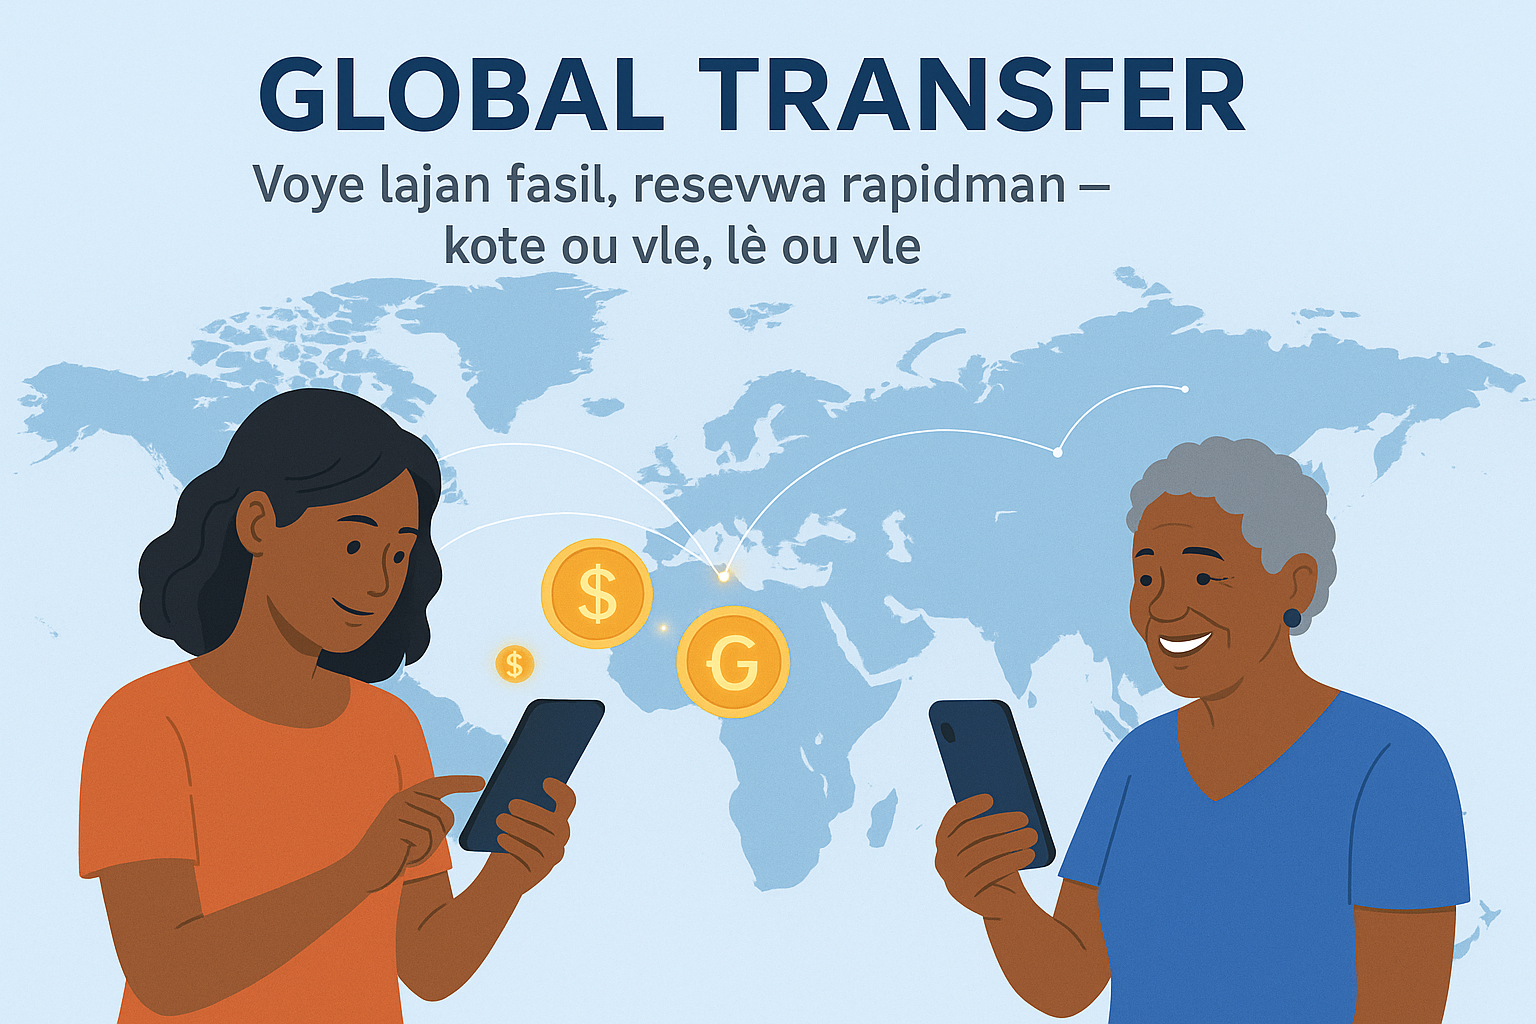 GLOBAL TRANSFER
Voye lajan fasil, resevwa rapidman –
kote ou vle, lè ou vle
$
$
G